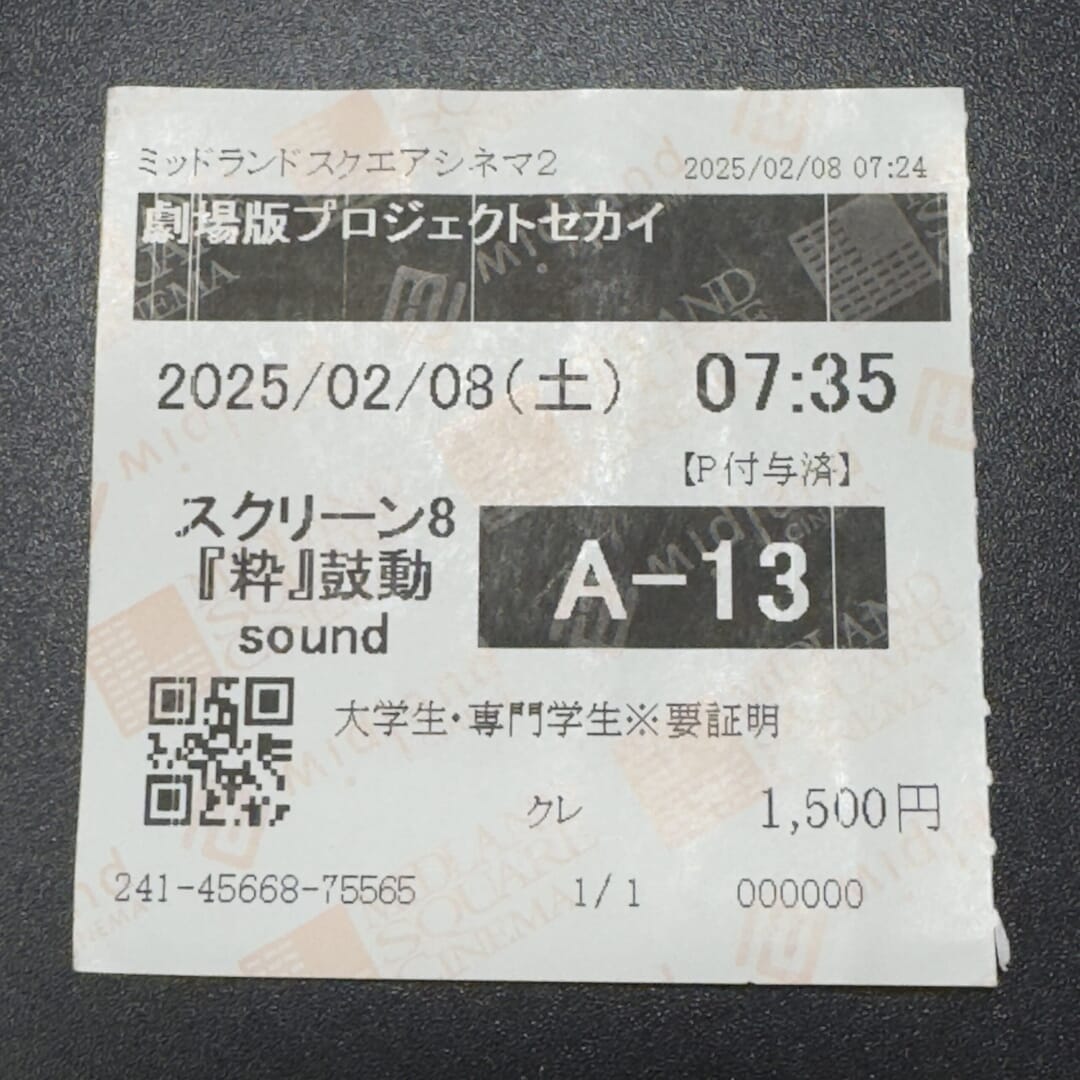 ミッドランドスクエアシネマ2 2025/02/08 07:24
劇場版プロジェクトセカイ
2025/02/08(土) 07:35
【P付与済】
スクリーン8
『粋』鼓動
sound
A-13
大学生・専門学生※要証明
クレ 1,500円
241-45668-75565 1/1 000000